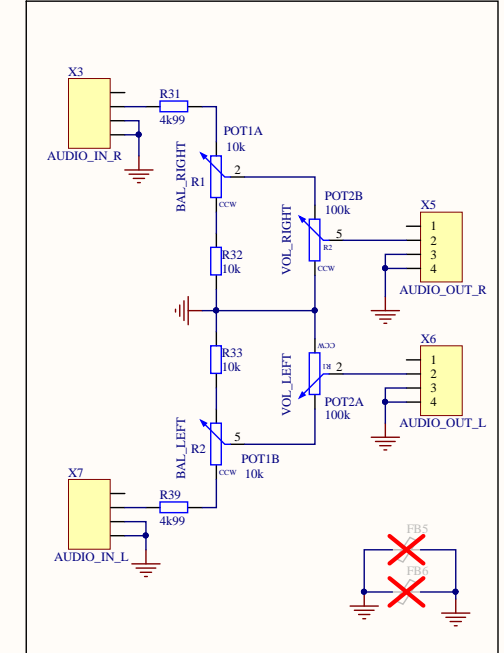 X3
AUDIO_IN_R
R31
4k99
POT1A
10k
BAL_RIGHT
R1
2
CCW
POT2B
100k
VOL_RIGHT
R2
5
CCW
X5
1
2
3
4
AUDIO_OUT_R
R32
10k
R33
10k
CCW
R1
2
VOL_LEFT
POT2A
100k
X6
1
2
3
4
AUDIO_OUT_L
BAL_LEFT
R2
5
CCW
POT1B
10k
X7
AUDIO_IN_L
R39
4k99
FB5
FB6